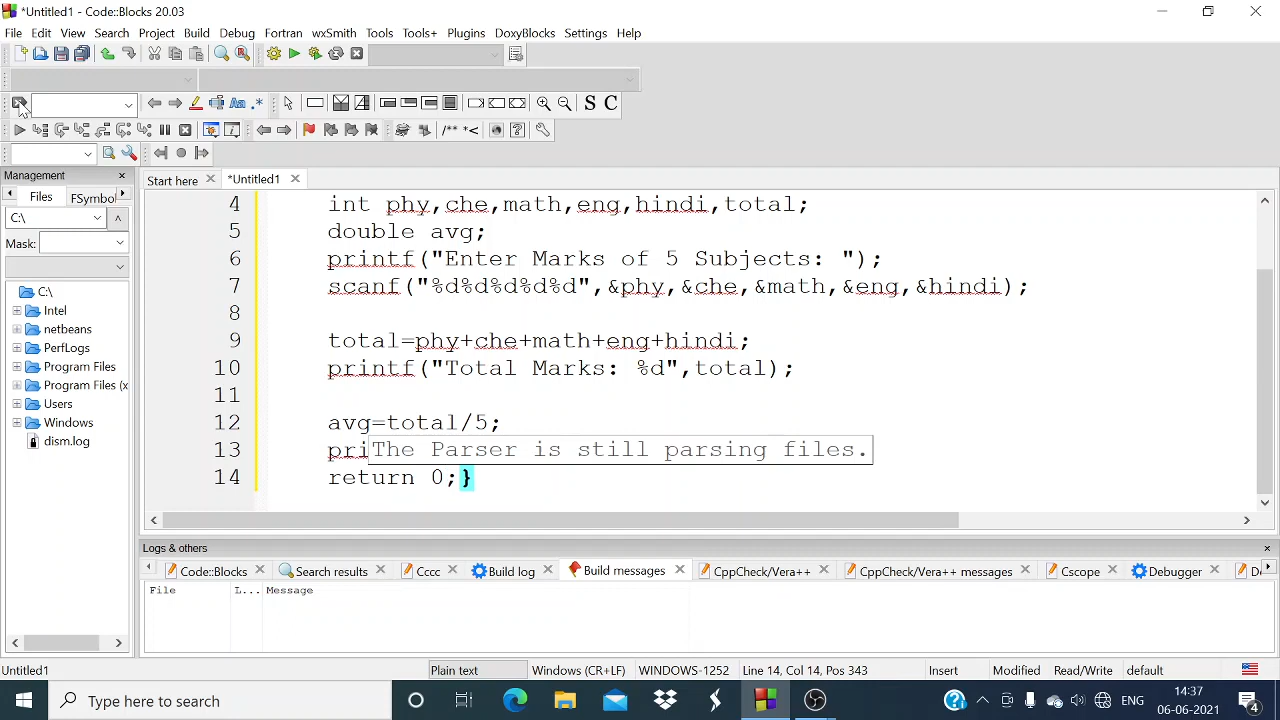 *Untitled1 - Code::Blocks 20.03
File Edit View Search Project Build Debug Fortran wxSmith Tools Tools+ Plugins DoxyBlocks Settings Help
Aa .* S C
/** *<
Management
Files FSymbol
C:\
Mask:
C:\
Intel
netbeans
PerfLogs
Program Files
Program Files (x
Users
Windows
dism.log
Start here *Untitled1
4 int phy,che,math,eng,hindi,total;
5 double avg;
6 printf("Enter Marks of 5 Subjects: ");
7 scanf("%d%d%d%d%d",&phy,&che,&math,&eng,&hindi);
8
9 total=phy+che+math+eng+hindi;
10 printf("Total Marks: %d",total);
11
12 avg=total/5;
13 pri
The Parser is still parsing files.
14 return 0;}
Logs & others
Code::Blocks Search results Cccc Build log Build messages CppCheck/Vera++ CppCheck/Vera++ messages Cscope Debugger
File L... Message
Untitled1 Plain text Windows (CR+LF) WINDOWS-1252 Line 14, Col 14, Pos 343 Insert Modified Read/Write default
Type here to search
ENG
14:37
06-06-2021
4